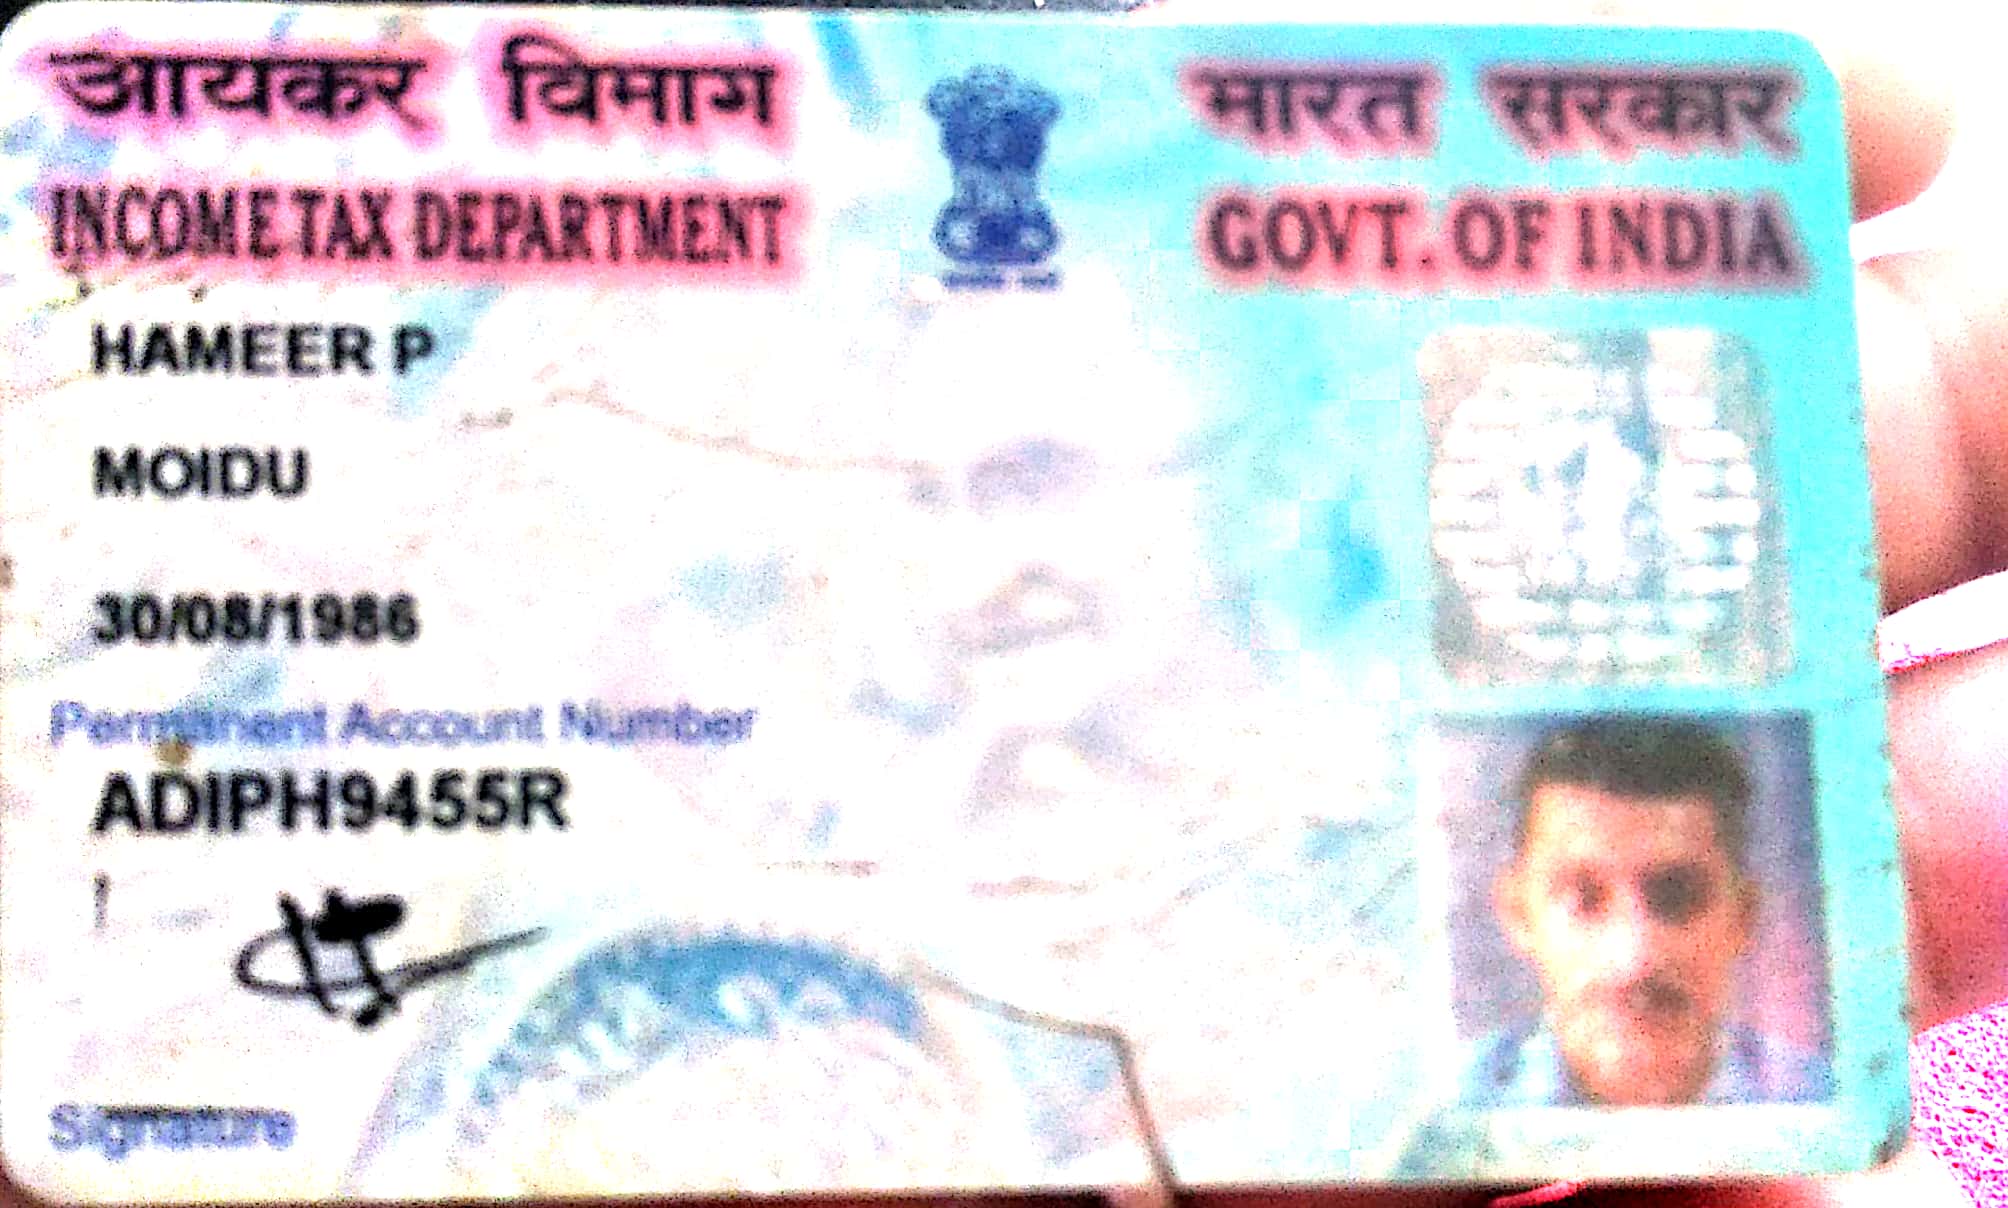 आयकर विभाग
INCOME TAX DEPARTMENT
भारत सरकार
GOVT. OF INDIA
HAMEER P
MOIDU
30/08/1986
Permanent Account Number
ADIPH9455R
Signature